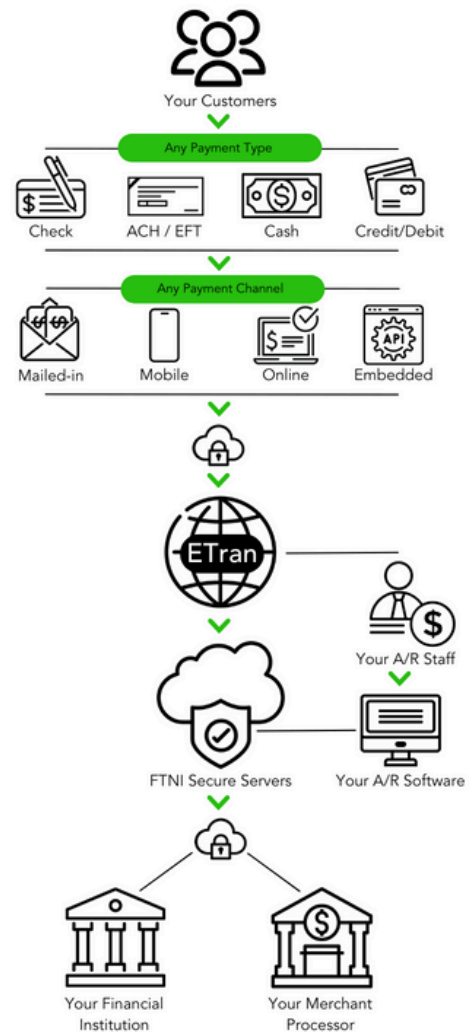 Your Customers
Any Payment Type
$
$
Check
ACH / EFT
Cash
Credit/Debit
Any Payment Channel
$ $
$
API
Mailed-in
Mobile
Online
Embedded
ETran
$
Your A/R Staff
FTNI Secure Servers
Your A/R Software
$
Your Financial
Institution
Your Merchant
Processor